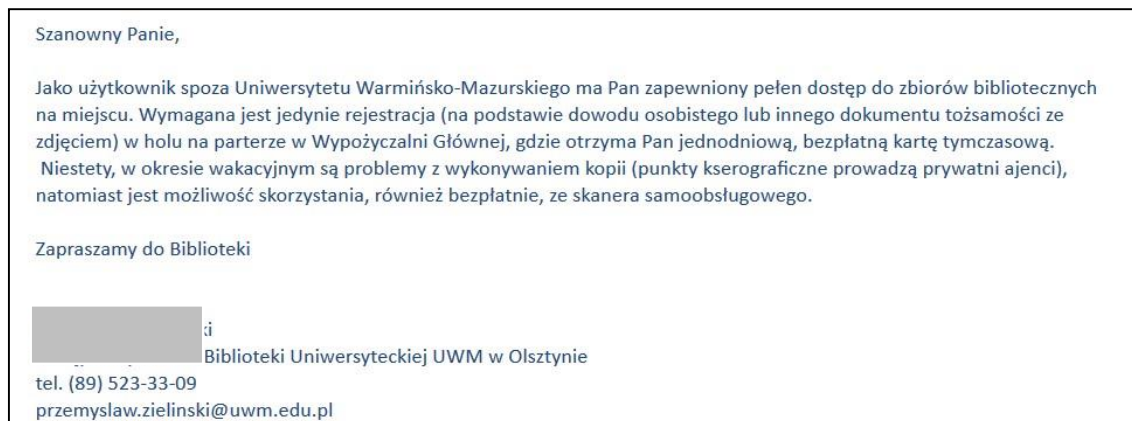 Szanowny Panie,
Jako użytkownik spoza Uniwersytetu Warmińsko-Mazurskiego ma Pan zapewniony pełen dostęp do zbiorów bibliotecznych
na miejscu. Wymagana jest jedynie rejestracja (na podstawie dowodu osobistego lub innego dokumentu tożsamości ze
zdjęciem) w holu na parterze w Wypożyczalni Głównej, gdzie otrzyma Pan jednodniową, bezpłatną kartę tymczasową.
Niestety, w okresie wakacyjnym są problemy z wykonywaniem kopii (punkty kserograficzne prowadzą prywatni ajenci),
natomiast jest możliwość skorzystania, również bezpłatnie, ze skanera samoobsługowego.
Zapraszamy do Biblioteki
ki
Biblioteki Uniwersyteckiej UWM w Olsztynie
tel. (89) 523-33-09
przemyslaw.zielinski@uwm.edu.pl